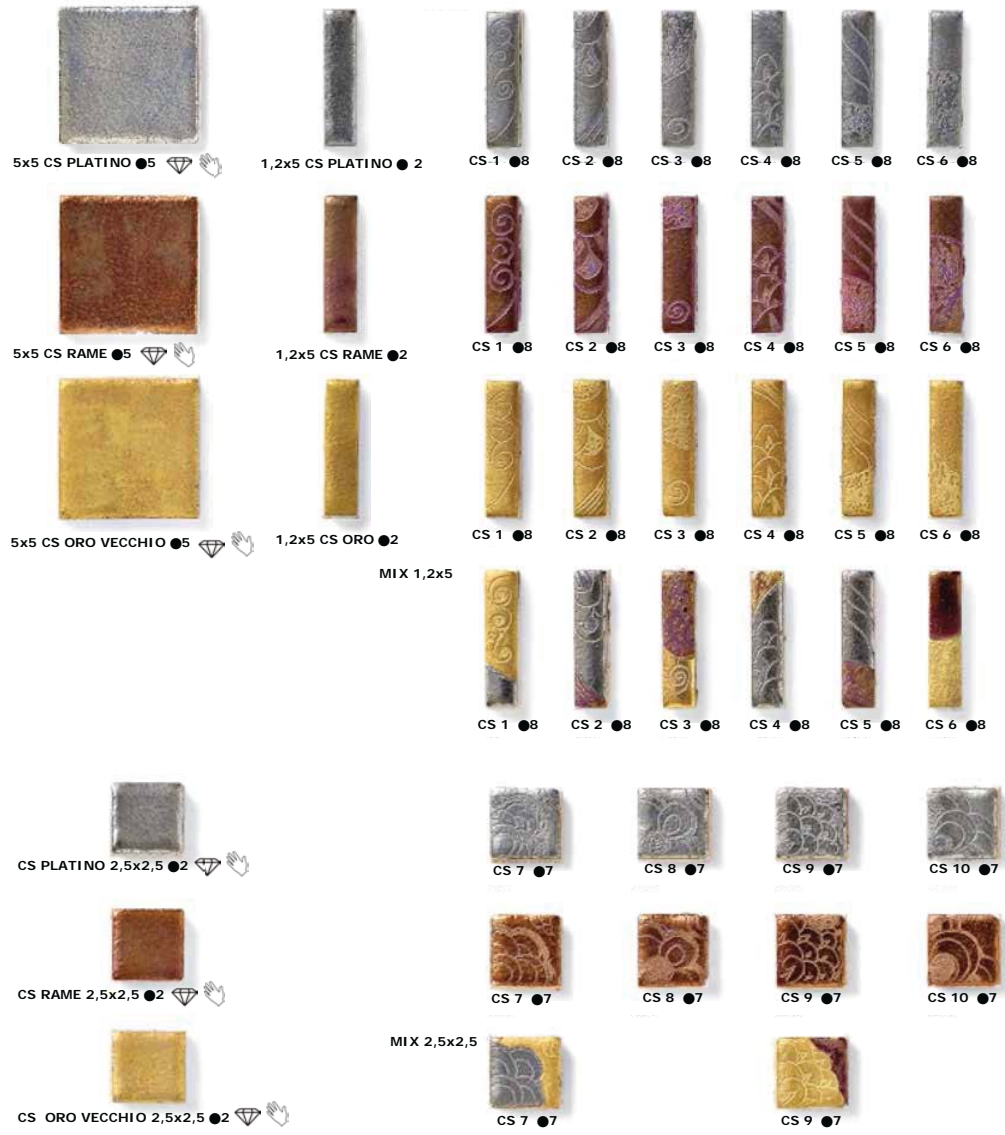 5x5 CS PLATINO ●5
1,2x5 CS PLATINO ● 2
CS 1 ●8
CS 2 ●8
CS 3 ●8
CS 4 ●8
CS 5 ●8
CS 6 ●8
5x5 CS RAME ●5
1,2x5 CS RAME ●2
CS 1 ●8
CS 2 ●8
CS 3 ●8
CS 4 ●8
CS 5 ●8
CS 6 ●8
5x5 CS ORO VECCHIO ●5
1,2x5 CS ORO ●2
CS 1 ●8
CS 2 ●8
CS 3 ●8
CS 4 ●8
CS 5 ●8
CS 6 ●8
MIX 1,2x5
CS 1 ●8
CS 2 ●8
CS 3 ●8
CS 4 ●8
CS 5 ●8
CS 6 ●8
CS PLATINO 2,5x2,5 ●2
CS 7 ●7
CS 8 ●7
CS 9 ●7
CS 10 ●7
CS RAME 2,5x2,5 ●2
CS 7 ●7
CS 8 ●7
CS 9 ●7
CS 10 ●7
MIX 2,5x2,5
CS ORO VECCHIO 2,5x2,5 ●2
CS 7 ●7
CS 9 ●7